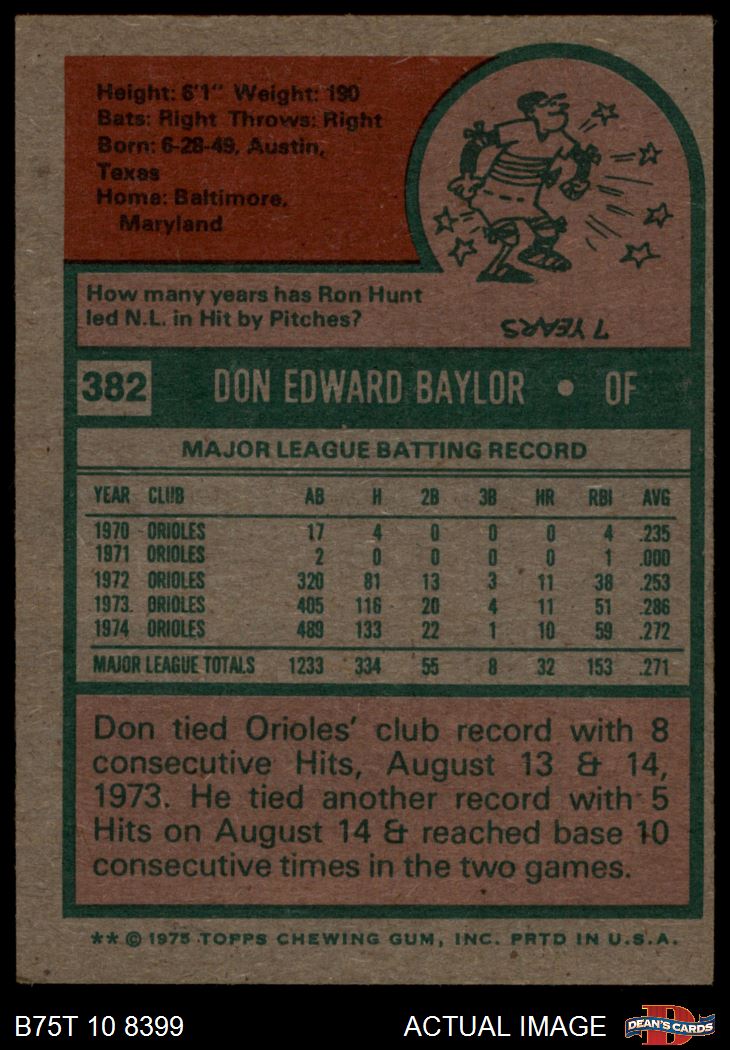 Height: 6'1" Weight: 190
Bats: Right Throws: Right
Born: 6-28-49, Austin,
Texas
Home: Baltimore,
Maryland
How many years has Ron Hunt
led N.L. in Hit by Pitches?
7 YEARS
382 DON EDWARD BAYLOR • OF
MAJOR LEAGUE BATTING RECORD
YEAR CLUB AB H 2B 3B HR RBI AVG
1970 ORIOLES 17 4 0 0 0 4 .235
1971 ORIOLES 2 0 0 0 0 1 .000
1972 ORIOLES 320 81 13 3 11 38 .253
1973 ORIOLES 405 116 20 4 11 51 .286
1974 ORIOLES 489 133 22 1 10 59 .272
MAJOR LEAGUE TOTALS 1233 334 55 8 32 153 .271
Don tied Orioles' club record with 8
consecutive Hits, August 13 & 14,
1973. He tied another record with 5
Hits on August 14 & reached base 10
consecutive times in the two games.
** © 1975 TOPPS CHEWING GUM, INC. PRTD IN U.S.A.
B75T 10 8399 ACTUAL IMAGE D DEAN'S CARDS